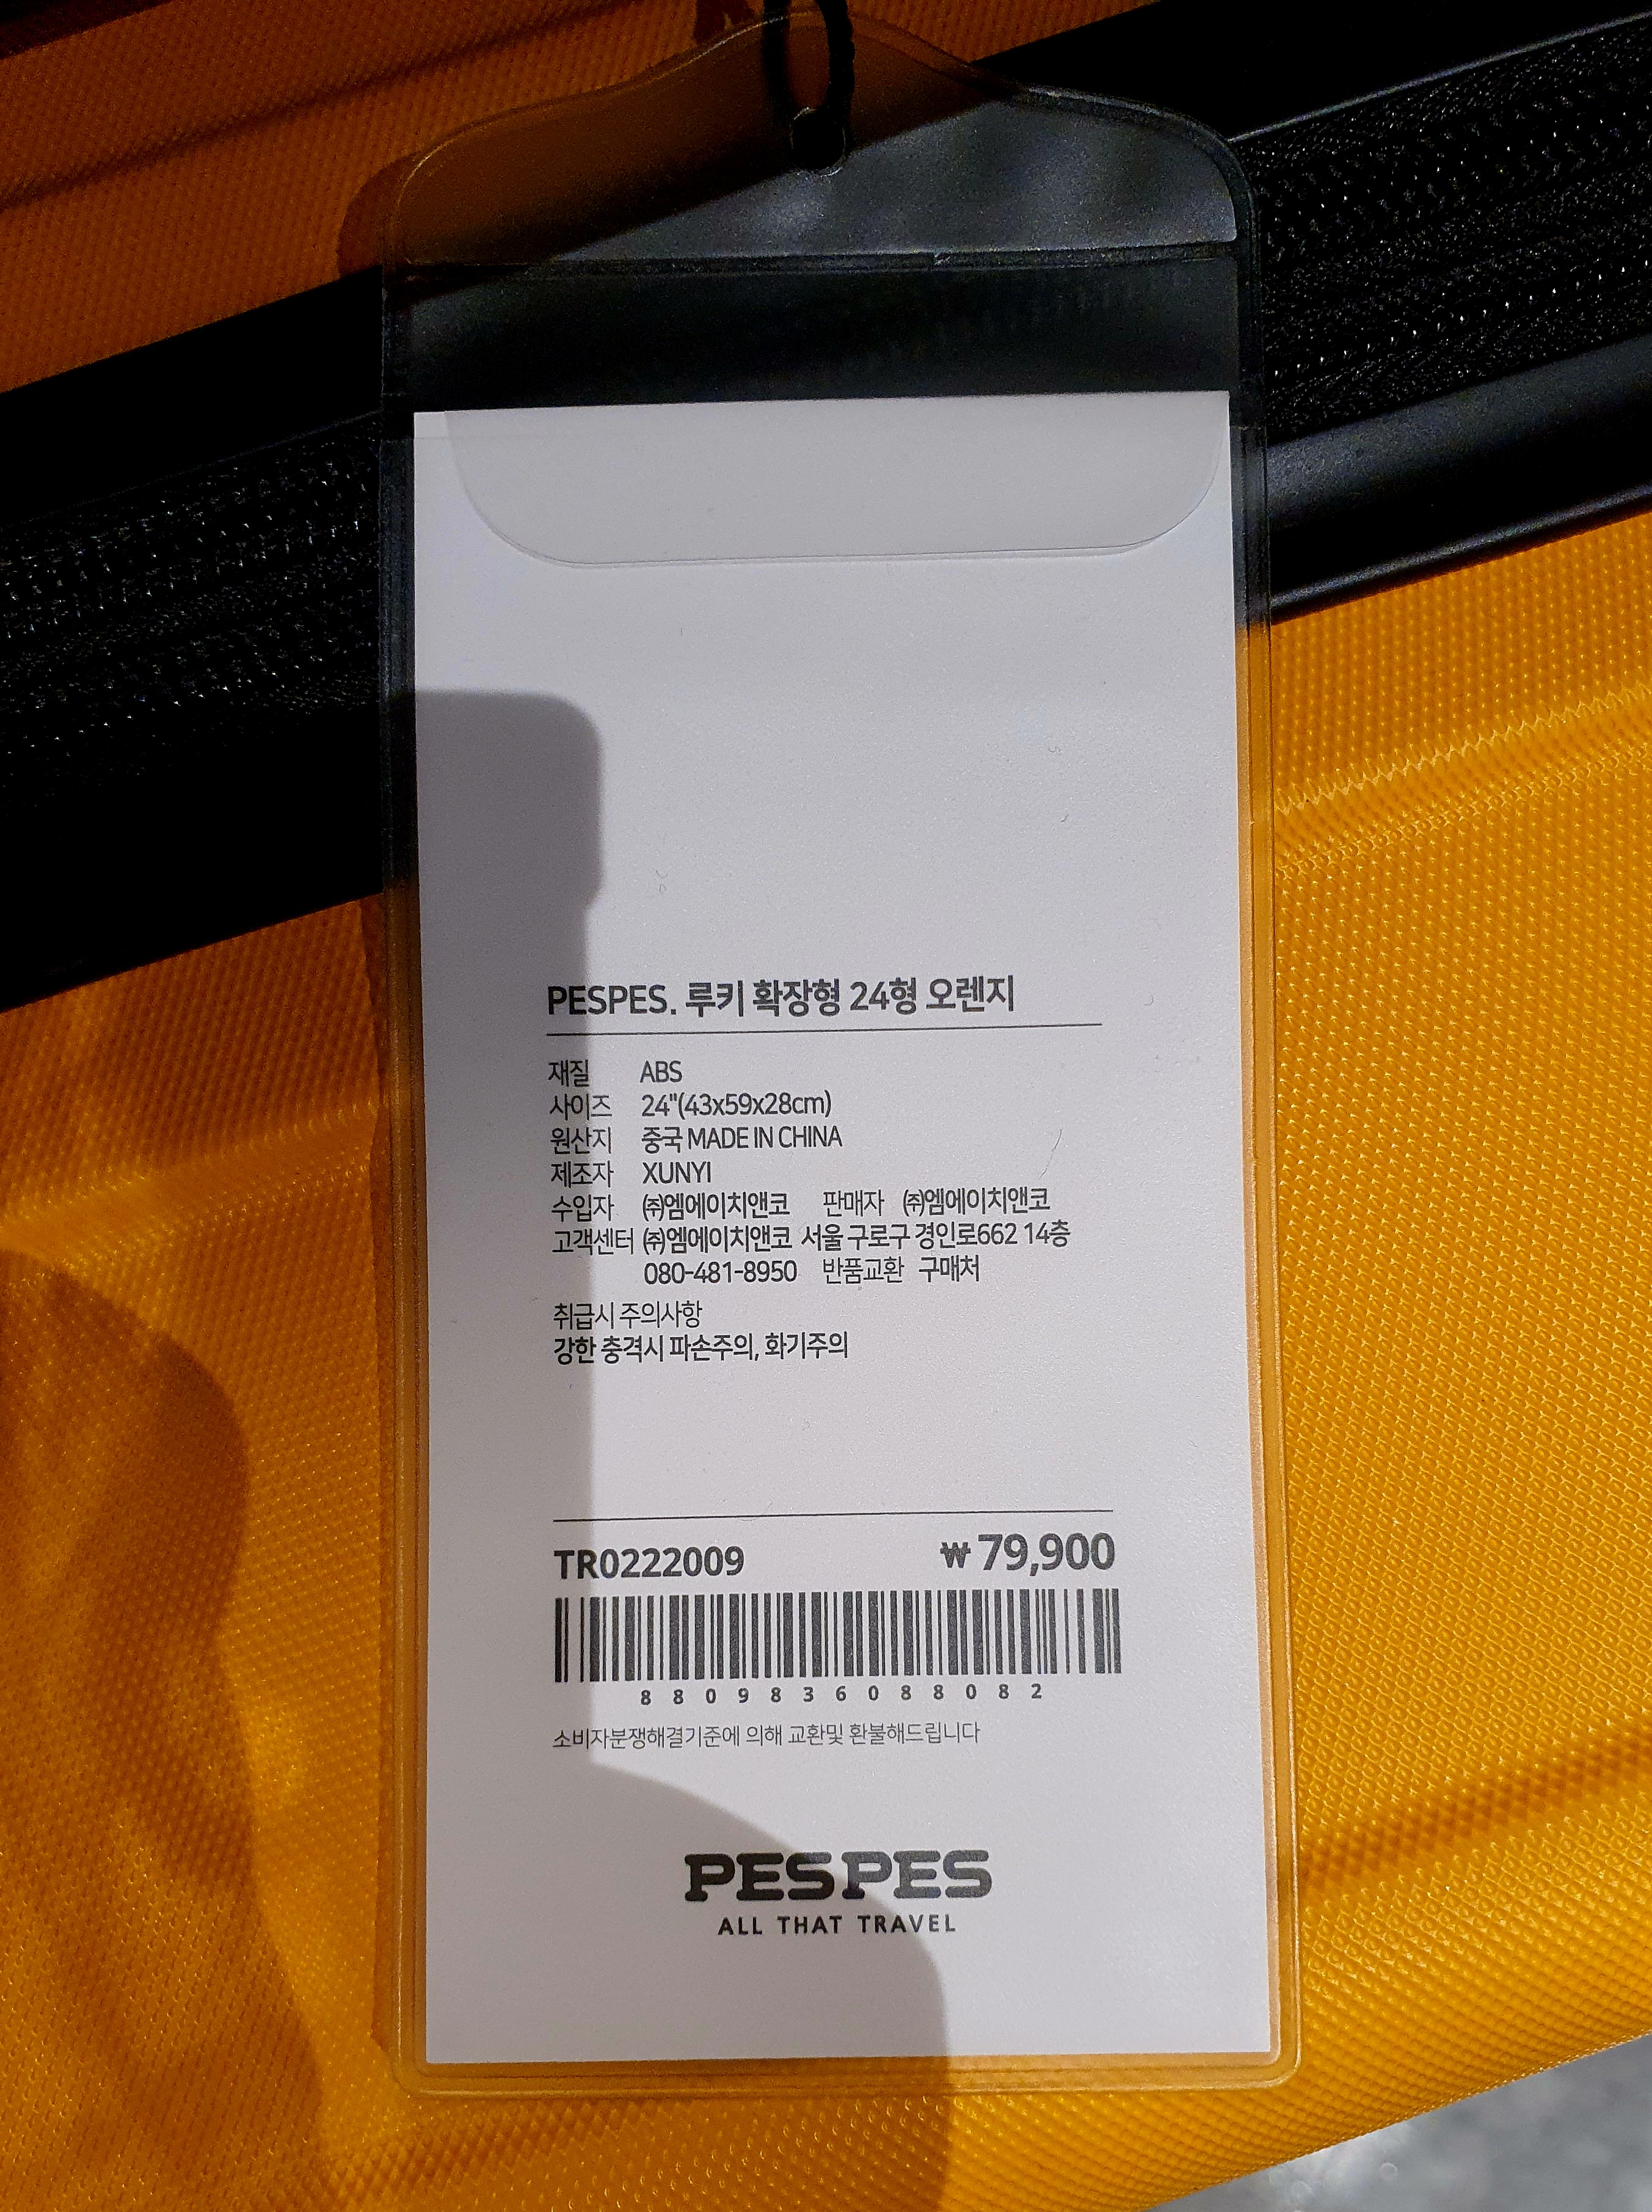 PESPES. 루키 확장형 24형 오렌지
재질 ABS
사이즈 24"(43x59x28cm)
원산지 중국 MADE IN CHINA
제조자 XUNYI
수입자 ㈜엠에이치앤코 판매자 ㈜엠에이치앤코
고객센터 ㈜엠에이치앤코 서울 구로구 경인로662 14층
080-481-8950 반품교환 구매처
취급시 주의사항
강한 충격시 파손주의, 화기주의
TR0222009 ₩79,900
8809836088082
소비자분쟁해결기준에 의해 교환및 환불해드립니다
PESPES
ALL THAT TRAVEL